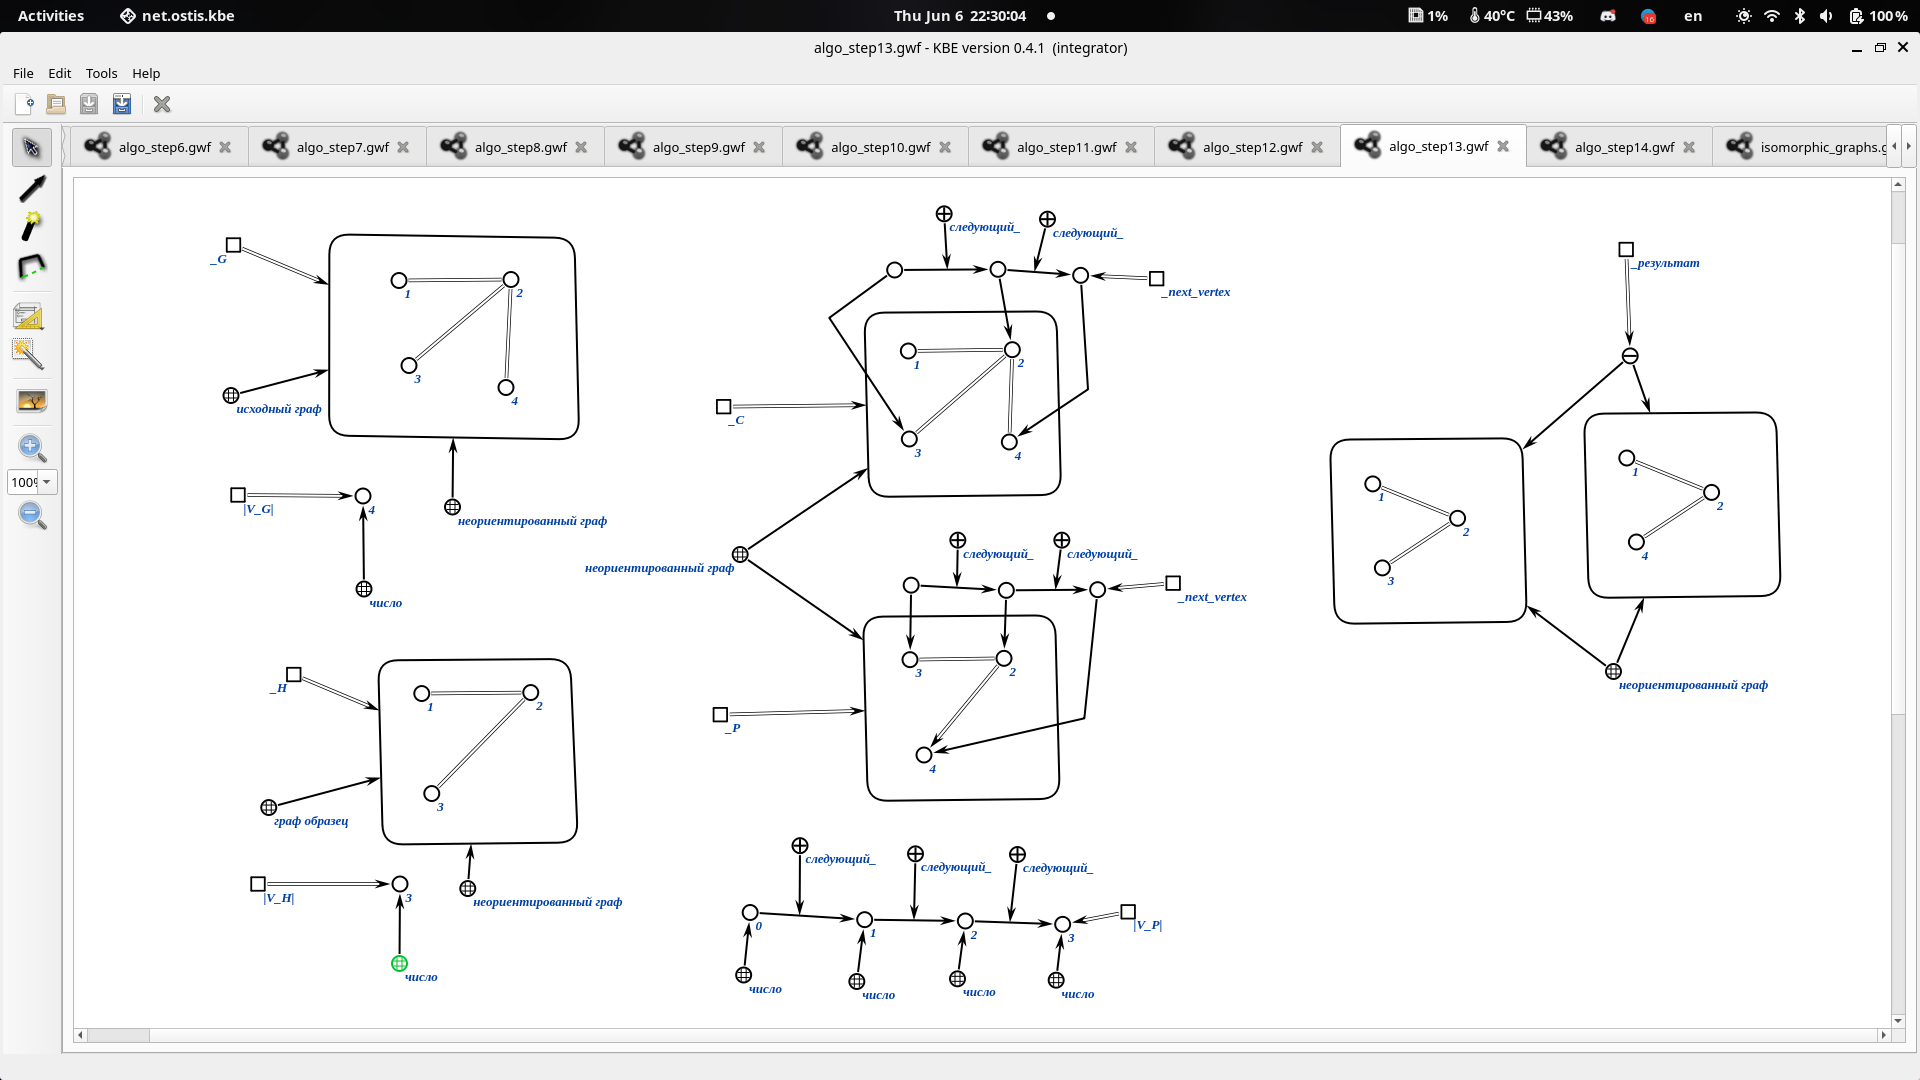 Activities net.ostis.kbe Thu Jun 6 22:30:04 1% 40°C 43% 16 en 100 %
algo_step13.gwf - KBE version 0.4.1 (integrator)
File Edit Tools Help
algo_step6.gwf algo_step7.gwf algo_step8.gwf algo_step9.gwf algo_step10.gwf algo_step11.gwf algo_step12.gwf algo_step13.gwf algo_step14.gwf isomorphic_graphs.g
100%
_G
1
2
3
4
исходный граф
|V_G|
4
неориентированный граф
число
_H
1
2
3
граф образец
|V_H|
3
неориентированный граф
число
следующий_
следующий_
_next_vertex
1
2
3
4
_C
неориентированный граф
следующий_
следующий_
_next_vertex
3
2
4
_P
следующий_
следующий_
следующий_
0
1
2
3
|V_P|
число
число
число
число
_результат
1
2
3
1
2
4
неориентированный граф